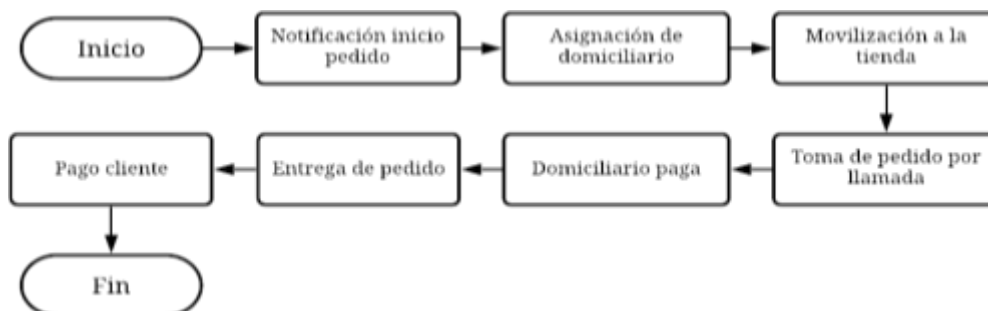 Inicio
Notificación inicio
pedido
Asignación de
domiciliario
Movilización a la
tienda
Toma de pedido por
llamada
Domiciliario paga
Entrega de pedido
Pago cliente
Fin